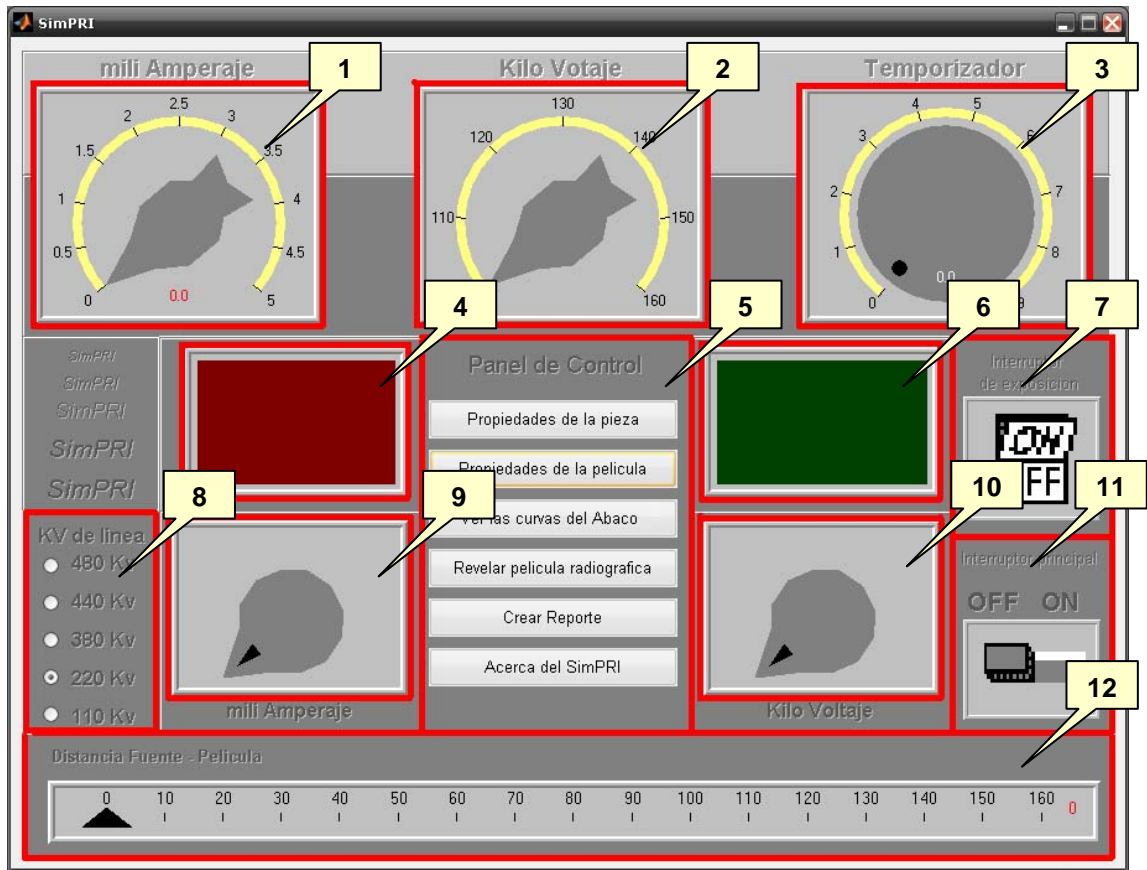 SimPRI
mili Amperaje
Kilo Votaje
Temporizador
1
2
3
0
0.5
1
1.5
2
2.5
3
3.5
4
4.5
5
0.0
110
120
130
140
150
160
0
1
2
3
4
5
6
7
8
9
0.0
4
5
6
7
SimPRI
SimPRI
SimPRI
SimPRI
SimPRI
Panel de Control
Propiedades de la pieza
Propiedades de la pelicula
Ver las curvas del Abaco
Revelar pelicula radiografica
Crear Reporte
Acerca del SimPRI
Interruptor
de exposicion
ON
FF
8
9
10
11
KV de linea
480 Kv
440 Kv
380 Kv
220 Kv
110 Kv
mili Amperaje
Kilo Voltaje
Interruptor principal
OFF ON
12
Distancia Fuente - Pelicula
0 10 20 30 40 50 60 70 80 90 100 110 120 130 140 150 160 0